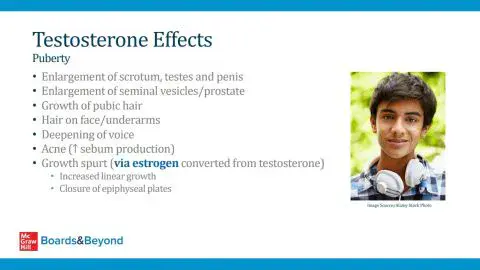 Testosterone Effects
Puberty
• Enlargement of scrotum, testes and penis
• Enlargement of seminal vesicles/prostate
• Growth of pubic hair
• Hair on face/underarms
• Deepening of voice
• Acne (↑ sebum production)
• Growth spurt (via estrogen converted from testosterone)
• Increased linear growth
• Closure of epiphyseal plates
Image Source: Alamy Stock Photo
Mc
Graw
Hill
Boards&Beyond